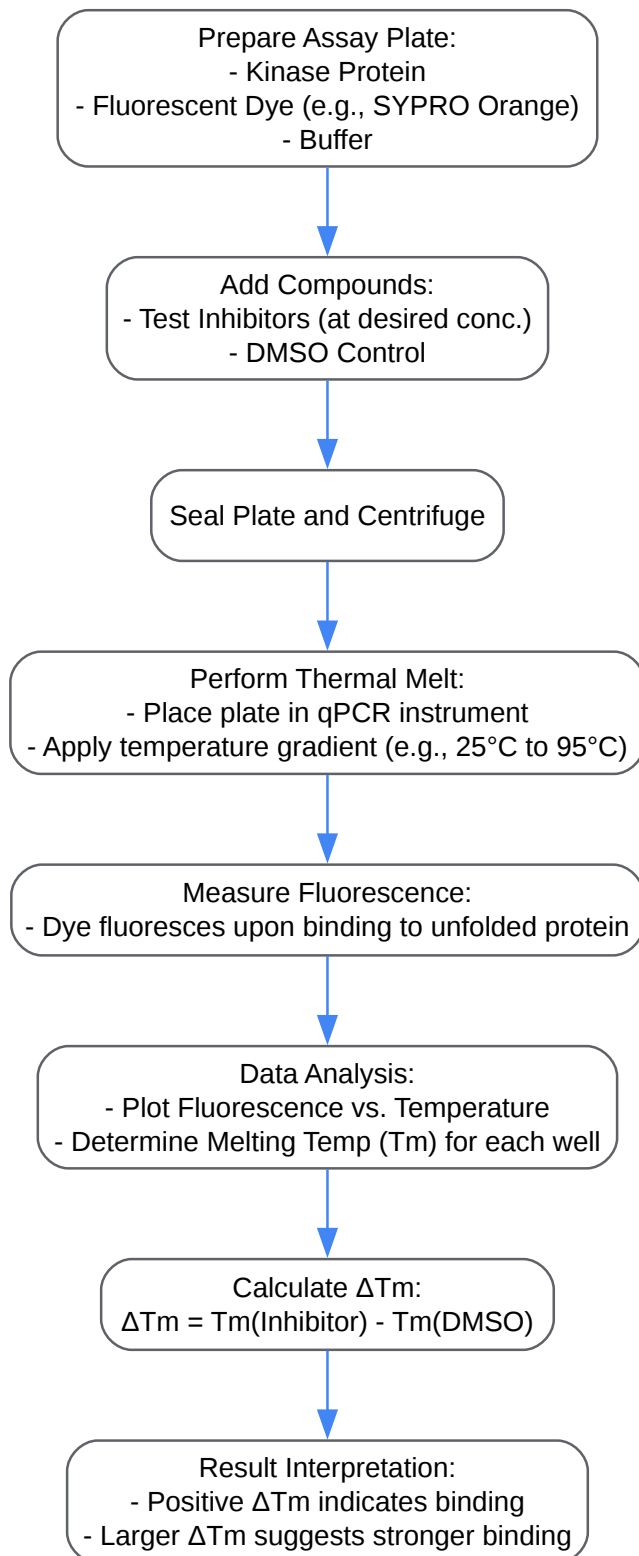 Prepare Assay Plate:
- Kinase Protein
- Fluorescent Dye (e.g., SYPRO Orange)
- Buffer
Add Compounds:
- Test Inhibitors (at desired conc.)
- DMSO Control
Seal Plate and Centrifuge
Perform Thermal Melt:
- Place plate in qPCR instrument
- Apply temperature gradient (e.g., 25°C to 95°C)
Measure Fluorescence:
- Dye fluoresces upon binding to unfolded protein
Data Analysis:
- Plot Fluorescence vs. Temperature
- Determine Melting Temp (Tm) for each well
Calculate ΔTm:
ΔTm = Tm(Inhibitor) - Tm(DMSO)
Result Interpretation:
- Positive ΔTm indicates binding
- Larger ΔTm suggests stronger binding